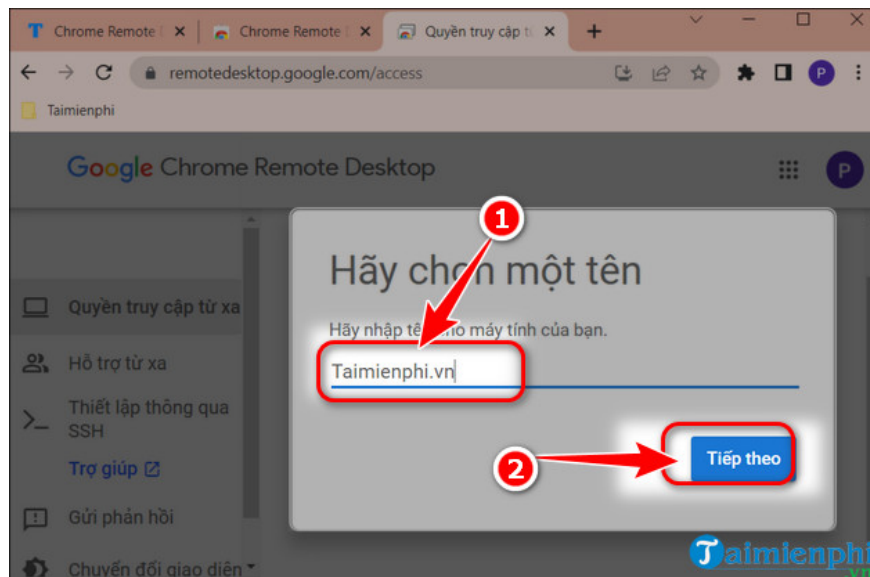 Chrome Remote
Chrome Remote
Quyền truy cập t
remotedesktop.google.com/access
P
Taimienphi
Google Chrome Remote Desktop
P
1
Hãy chọn một tên
Hãy nhập tên cho máy tính của bạn.
Taimienphi.vn
2
Tiếp theo
Quyền truy cập từ xa
Hỗ trợ từ xa
Thiết lập thông qua
SSH
Trợ giúp
Gửi phản hồi
Chuyển đổi giao diện
Taimienphi
vn